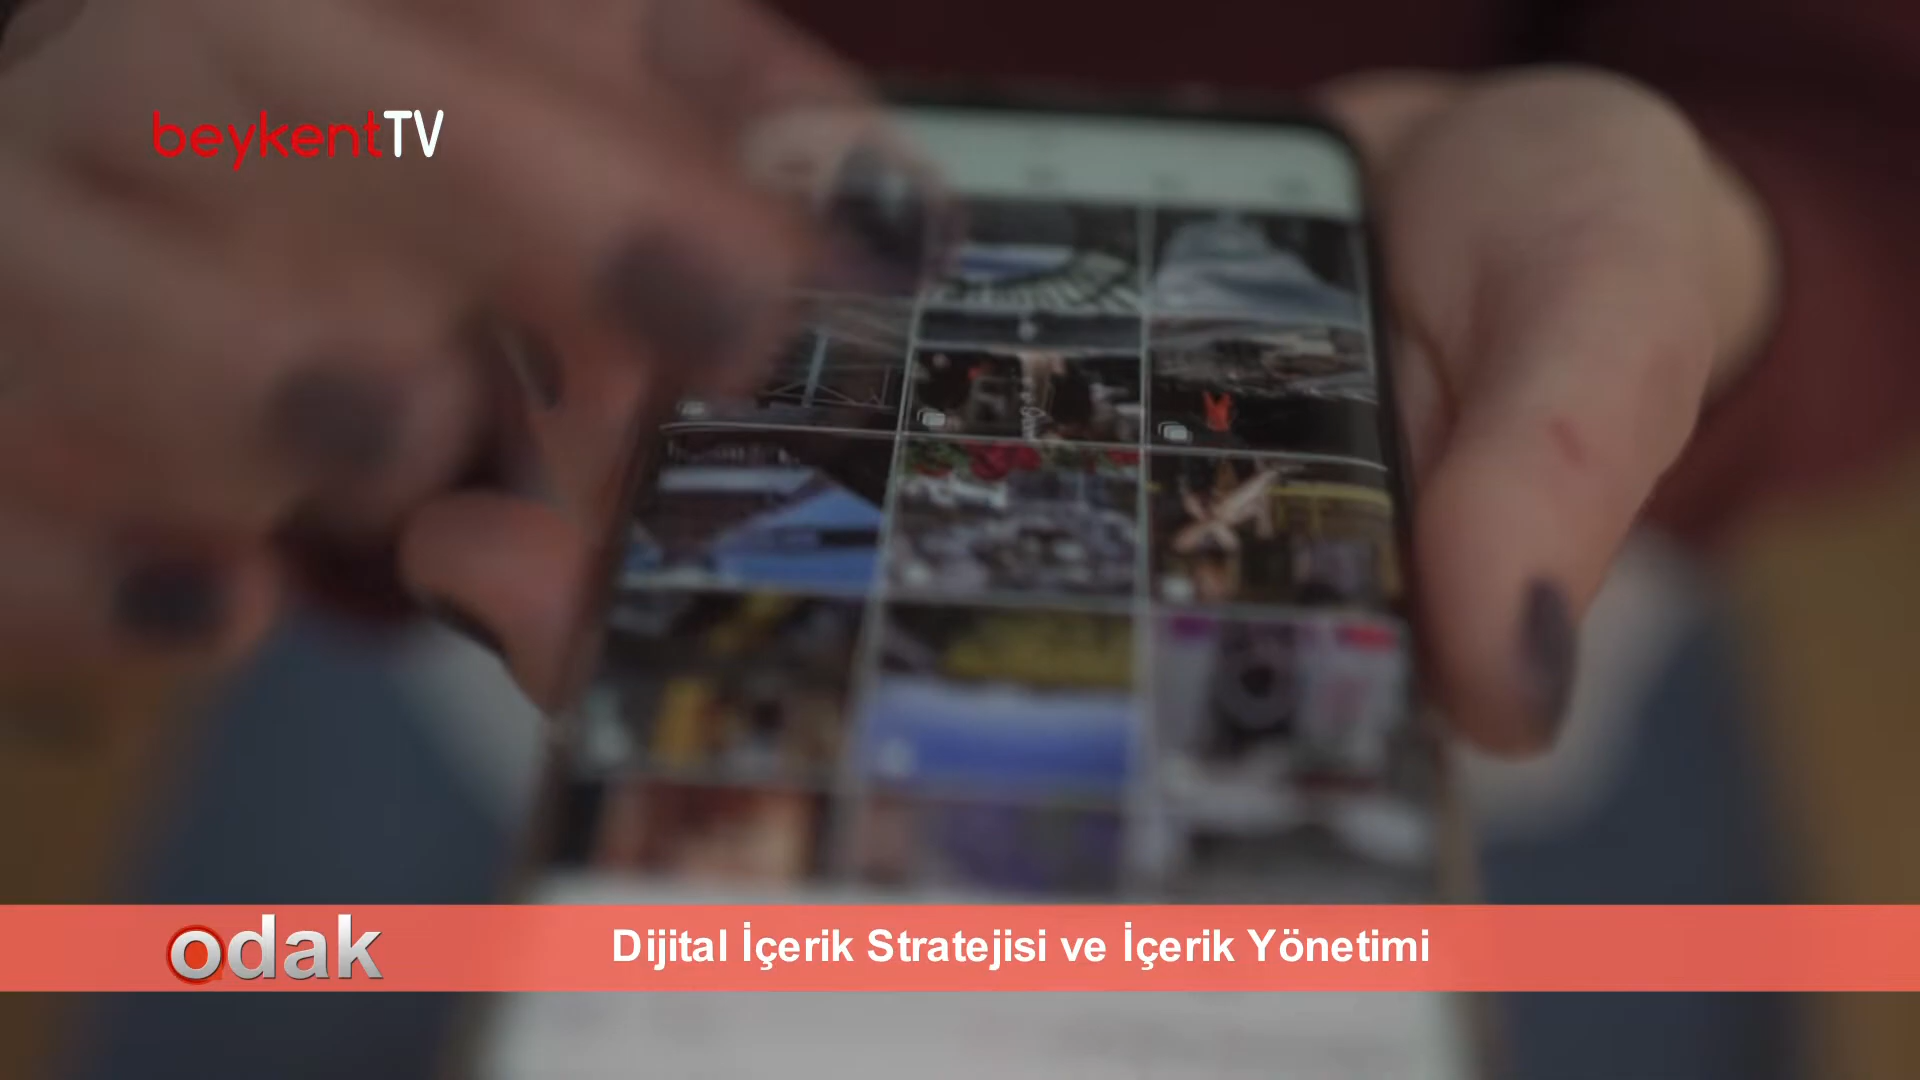 beykentTV
odak
Dijital İçerik Stratejisi ve İçerik Yönetimi